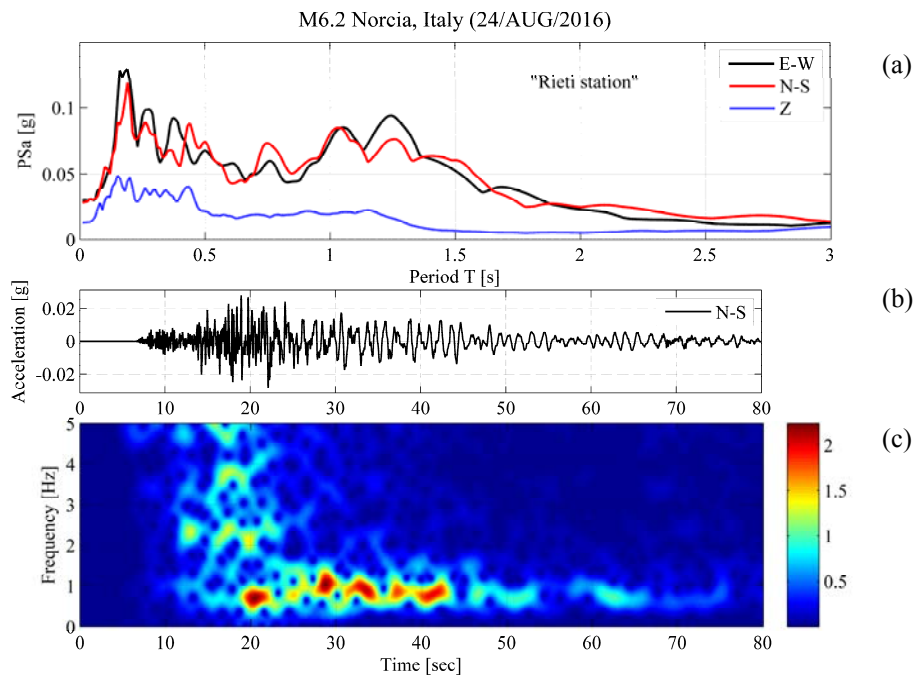 M6.2 Norcia, Italy (24/AUG/2016)
(a)
PSa [g]
0.1
0.05
0
"Rieti station"
E-W
N-S
Z
0 0.5 1 1.5 2 2.5 3
Period T [s]
(b)
Acceleration [g]
0.02
0
-0.02
N-S
0 10 20 30 40 50 60 70 80
(c)
Frequency [Hz]
5
4
3
2
1
0
0 10 20 30 40 50 60 70 80
Time [sec]
2
1.5
1
0.5